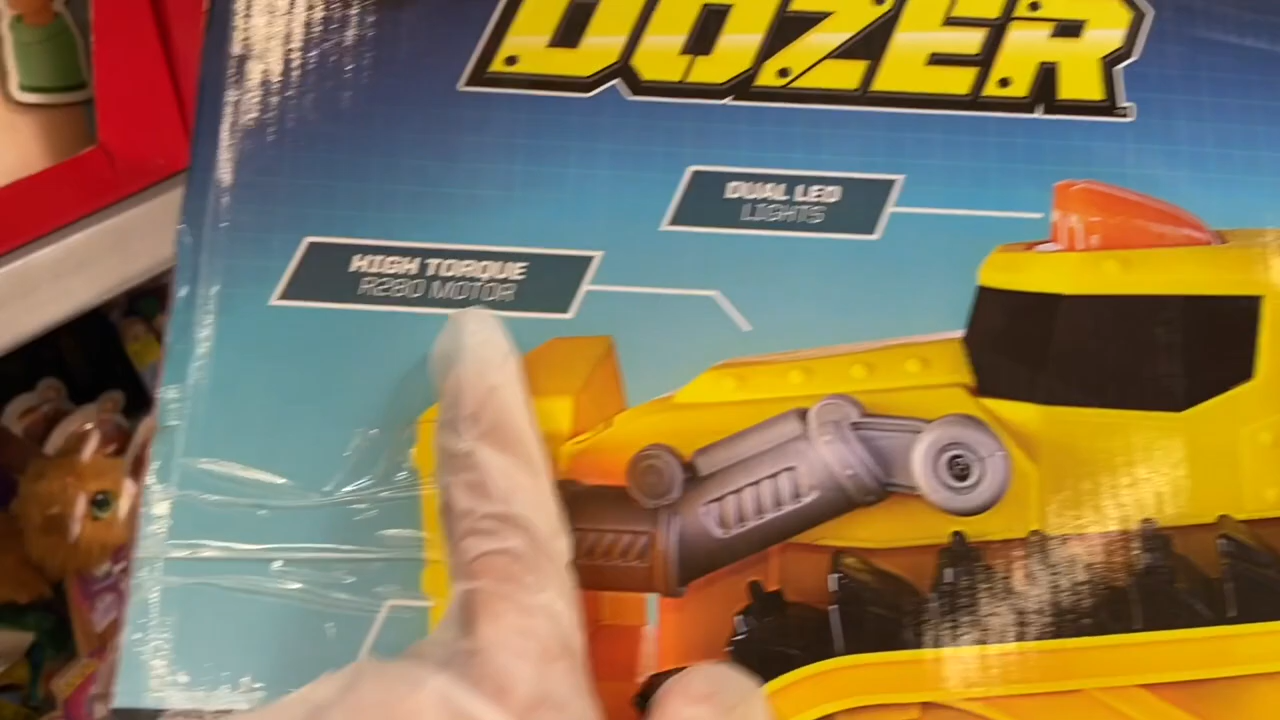 DOZER
DUAL LED
LIGHTS
HIGH TORQUE
R280 MOTOR